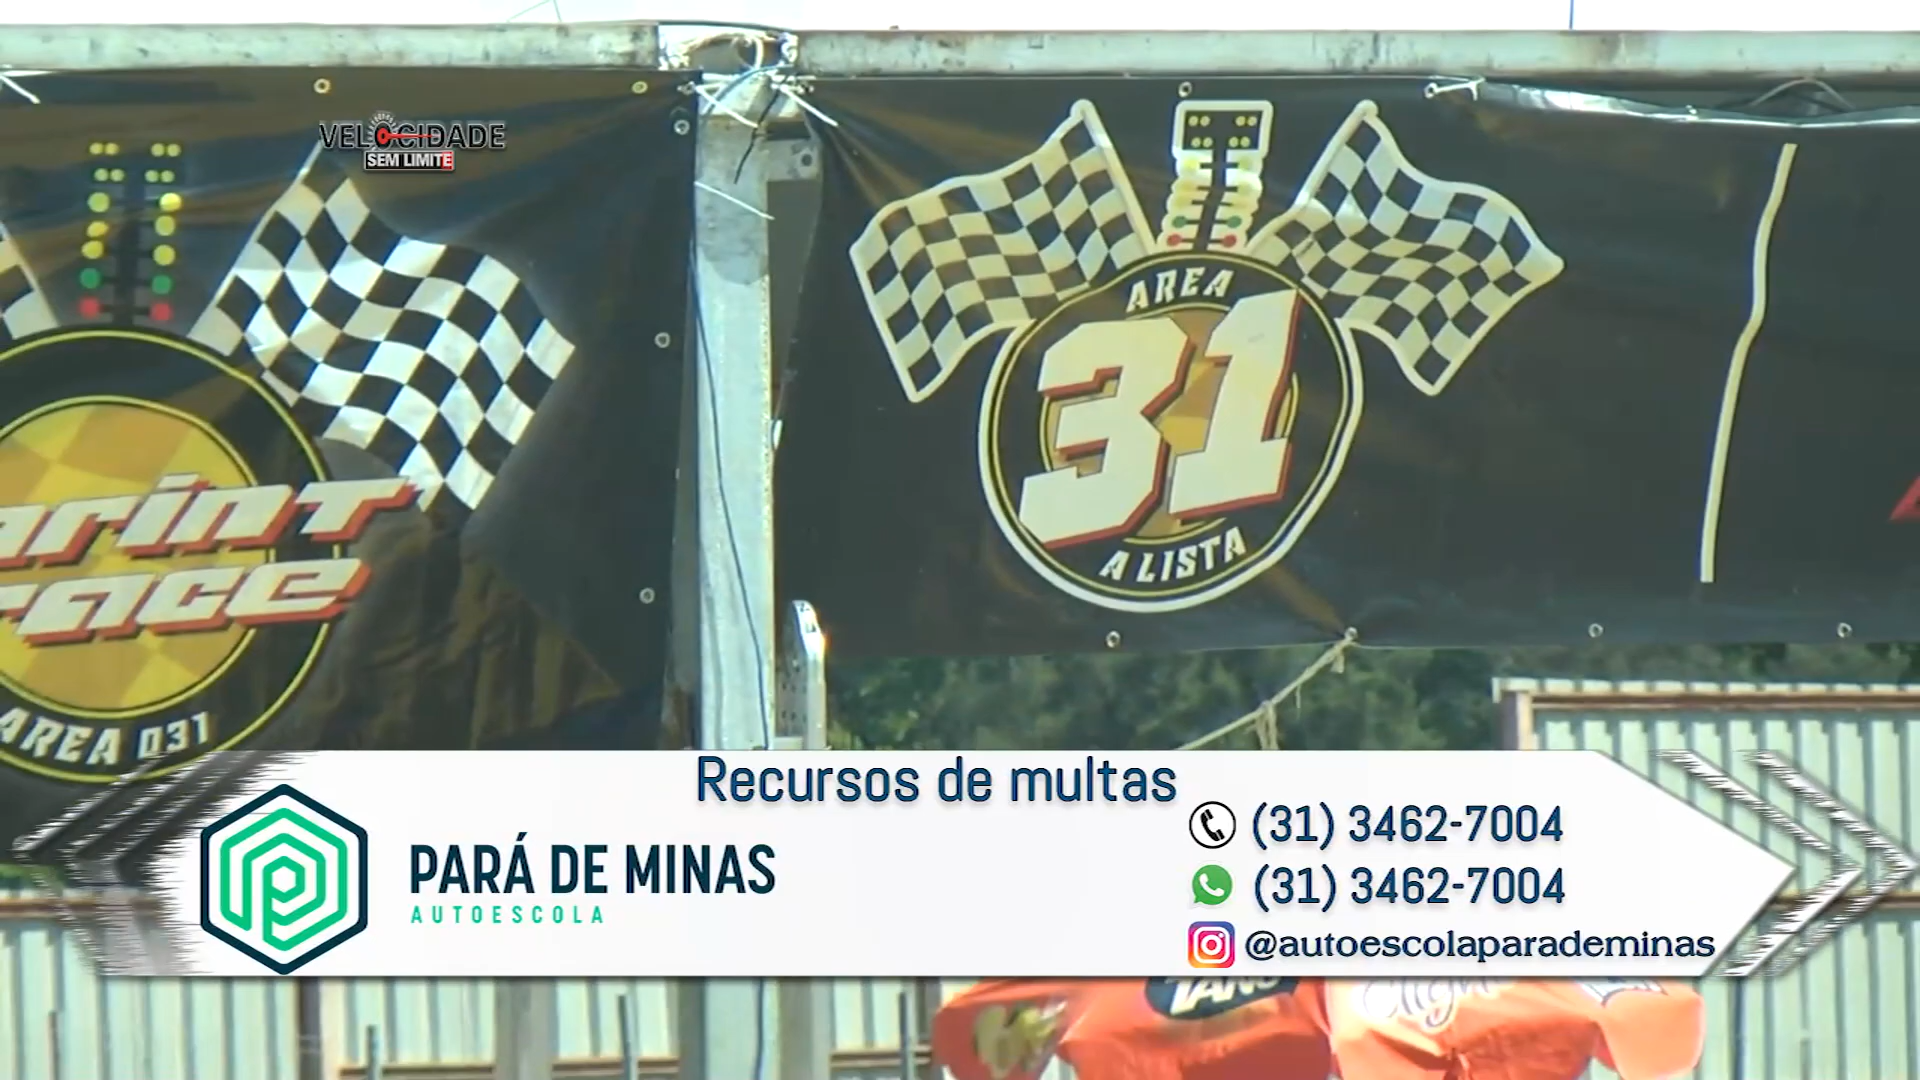 VELOCIDADE
SEM LIMITE
AREA
31
A LISTA
race
AREA 031
Recursos de multas
PARÁ DE MINAS
AUTOESCOLA
(31) 3462-7004
(31) 3462-7004
@autoescolaparademinas